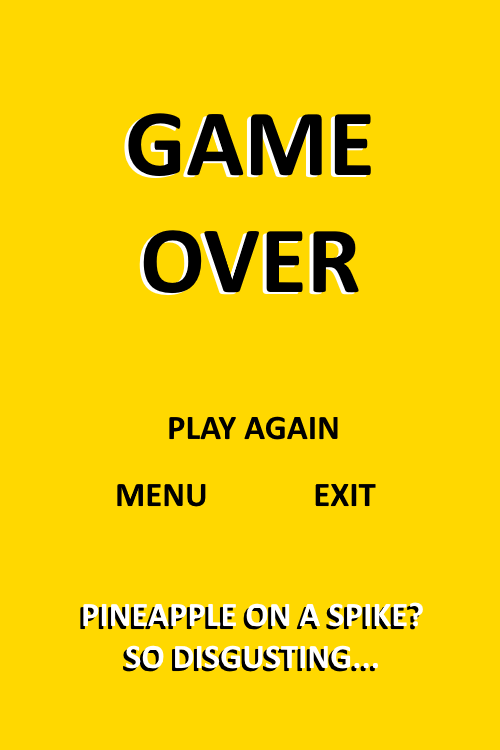 GAME
OVER
PLAY AGAIN
MENU EXIT
PINEAPPLE ON A SPIKE?
SO DISGUSTING...